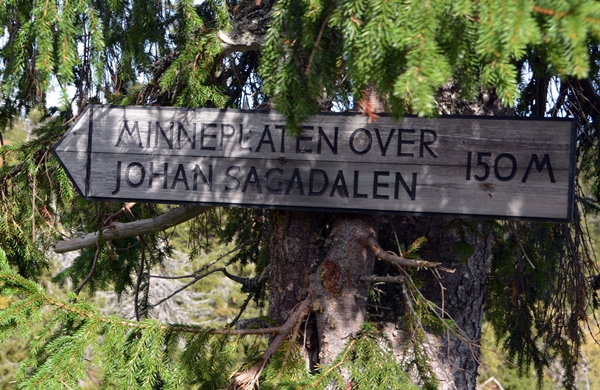 MINNEPLATEN OVER
JOHAN SAGADALEN 150M